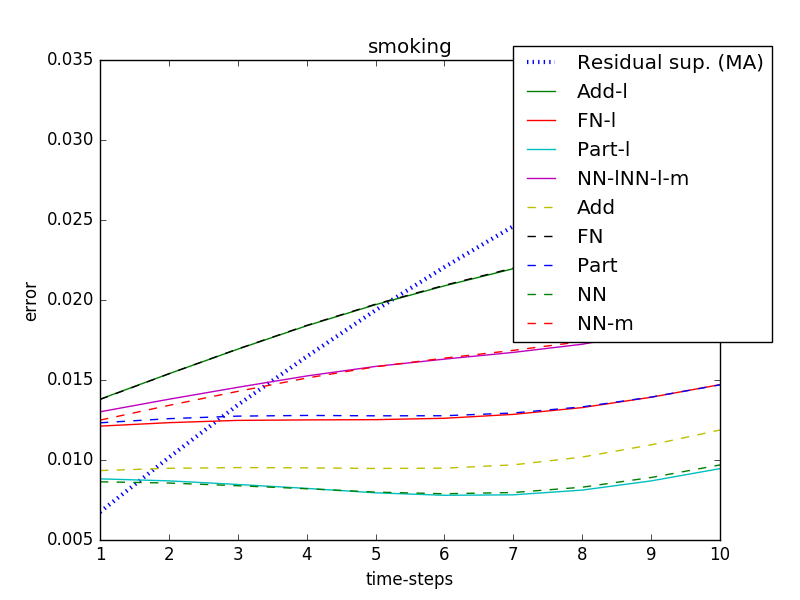 smoking
0.035
0.030
0.025
0.020
0.015
0.010
0.005
error
1 2 3 4 5 6 7 8 9 10
time-steps
Residual sup. (MA)
Add-l
FN-l
Part-l
NN-lNN-l-m
Add
FN
Part
NN
NN-m